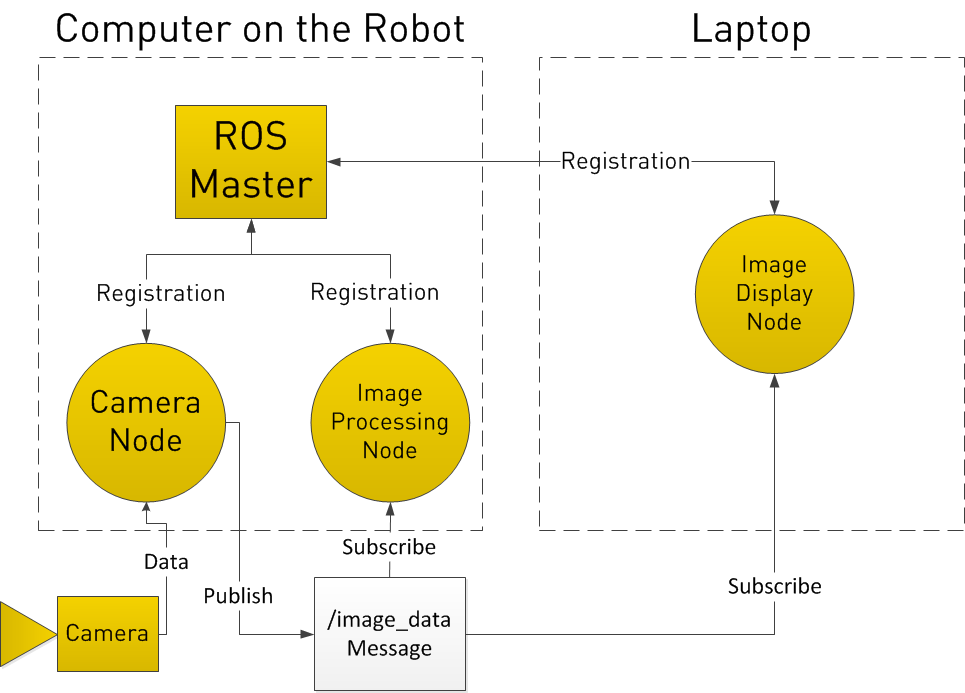 Computer on the Robot
Laptop
ROS
Master
Registration
Registration
Registration
Image
Display
Node
Camera
Node
Image
Processing
Node
Subscribe
Data
Publish
Subscribe
Camera
/image_data
Message